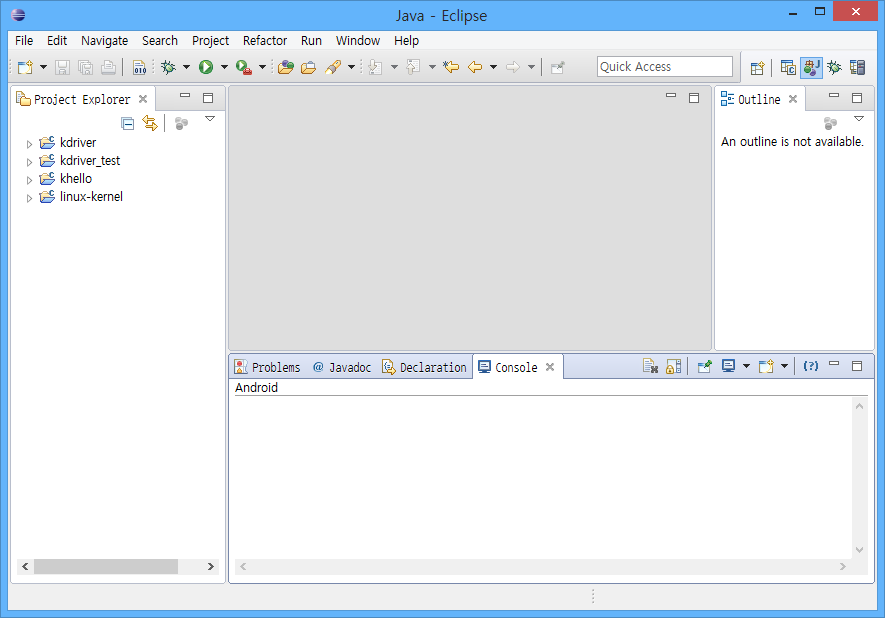 Java - Eclipse
File Edit Navigate Search Project Refactor Run Window Help
Quick Access
Project Explorer
kdriver
kdriver_test
khello
linux-kernel
Outline
An outline is not available.
Problems @ Javadoc Declaration Console
Android